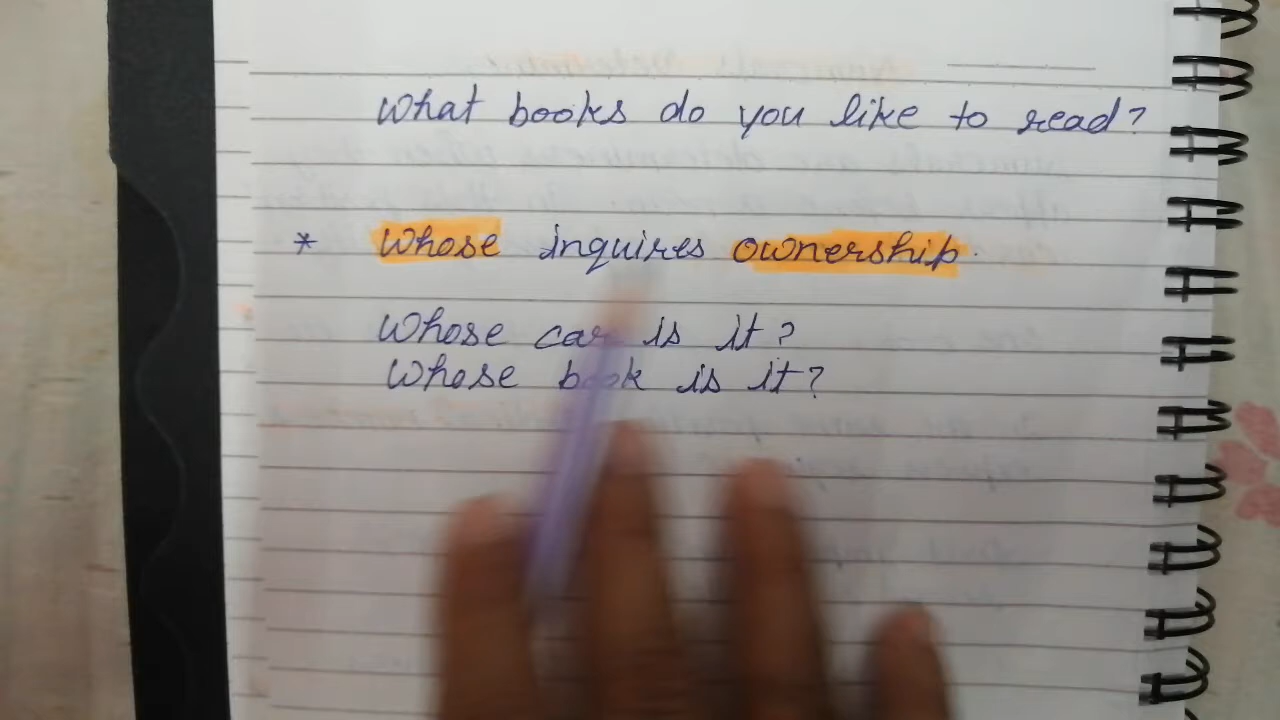 What books do you like to read?
* Whose inquires ownership.
Whose car is it?
Whose book is it?